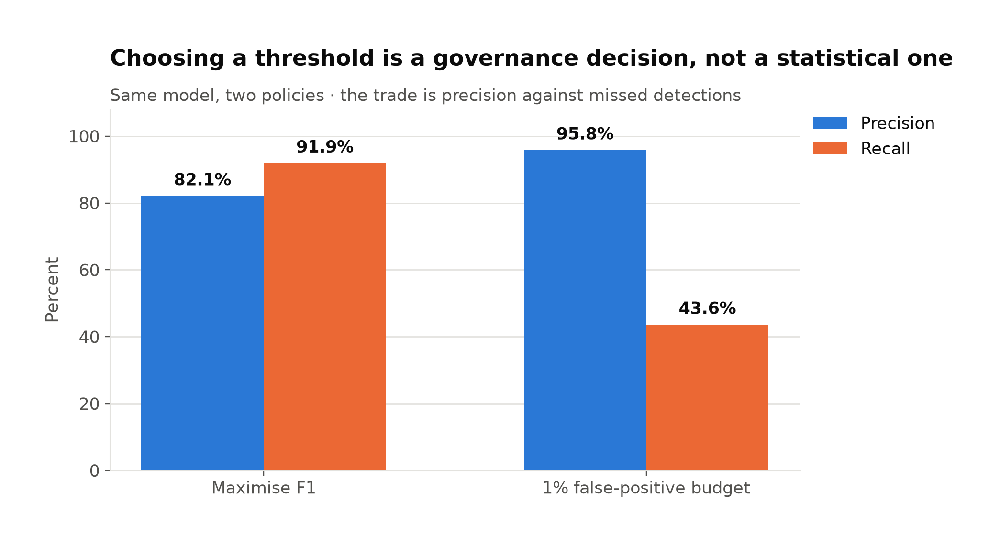 Choosing a threshold is a governance decision, not a statistical one
Same model, two policies · the trade is precision against missed detections
Precision
Recall
Percent
100
80
60
40
20
0
82.1%
91.9%
95.8%
43.6%
Maximise F1
1% false-positive budget